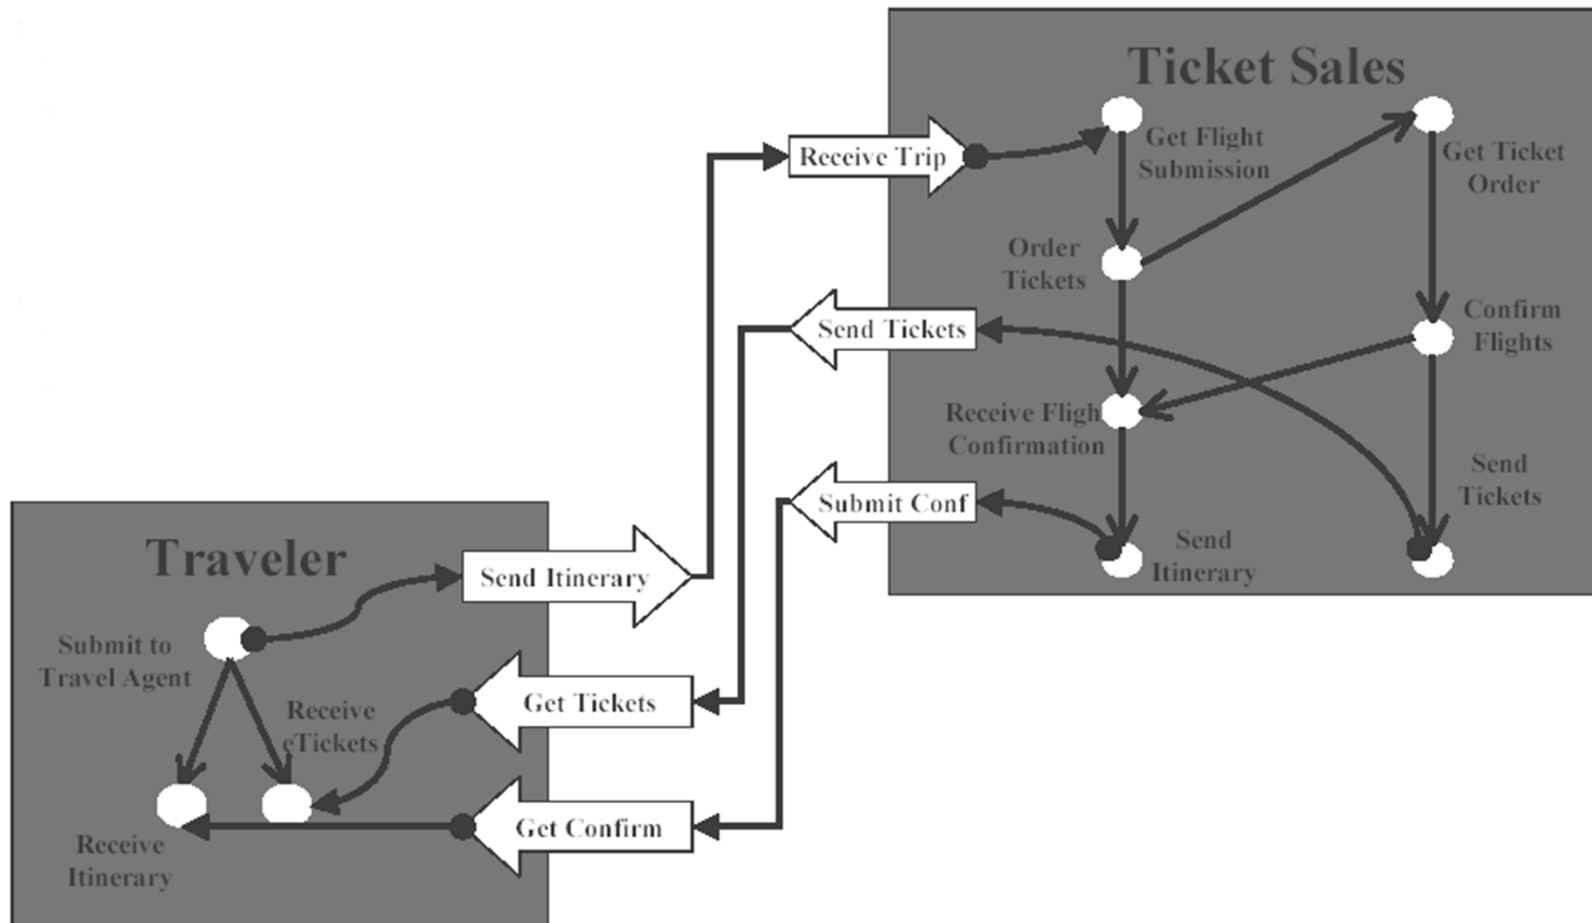 Ticket Sales
Receive Trip
Get Flight
Submission
Get Ticket
Order
Order
Tickets
Send Tickets
Confirm
Flights
Receive Fligh
Confirmation
Submit Conf
Send
Tickets
Send
Itinerary
Traveler
Send Itinerary
Submit to
Travel Agent
Receive
eTickets
Get Tickets
Get Confirm
Receive
Itinerary